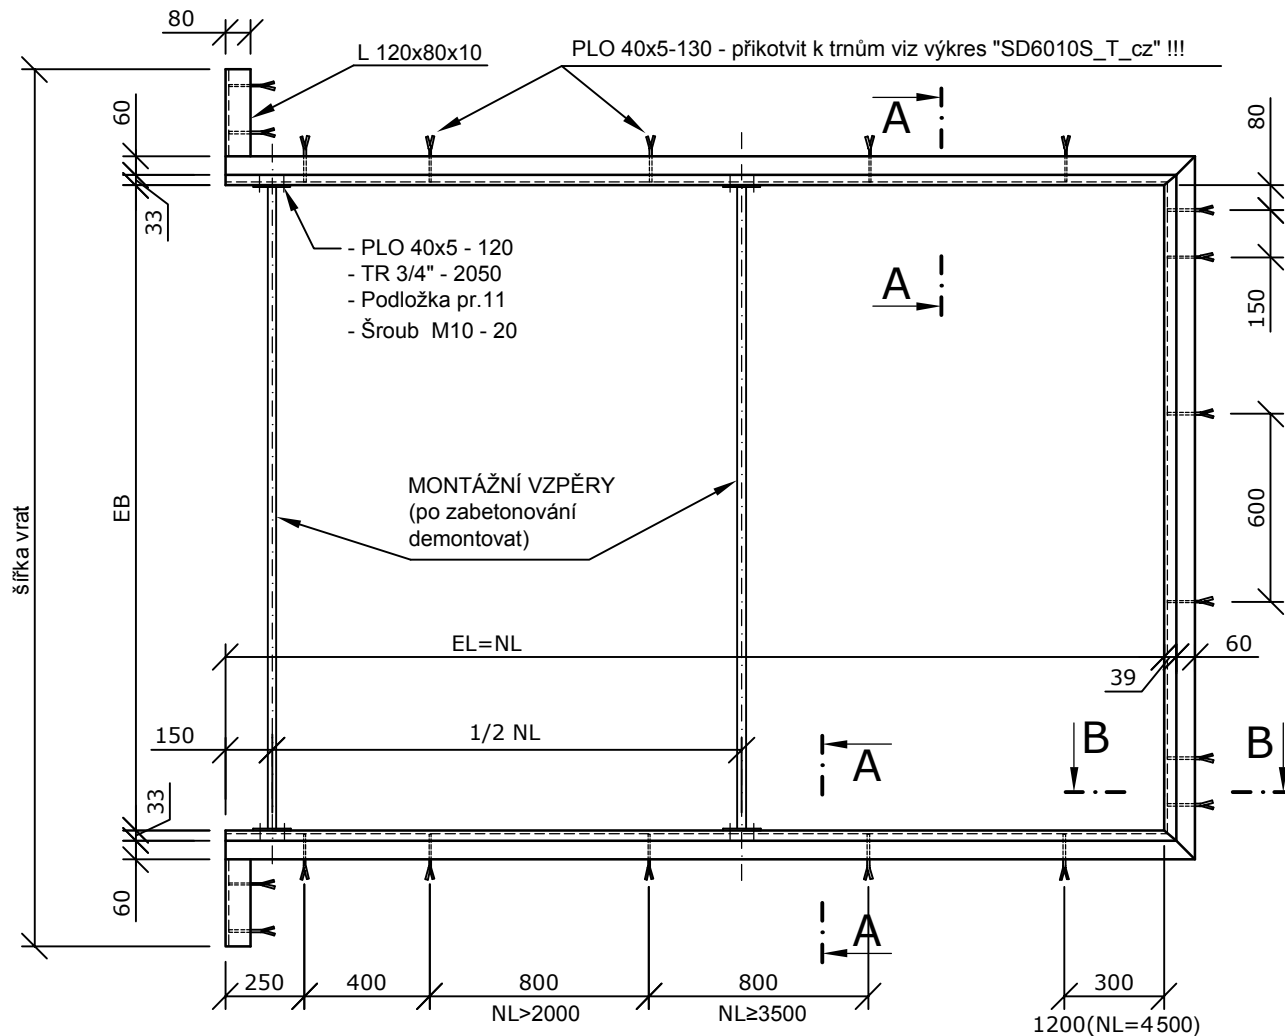 80
L 120x80x10
PLO 40x5-130 - přikotvit k trnům viz výkres "SD6010S_T_cz" !!!
60
A
80
33
- PLO 40x5 - 120
- TR 3/4" - 2050
- Podložka pr.11
- Šroub M10 - 20
A
150
MONTÁŽNÍ VZPĚRY
(po zabetonování
demontovat)
EB
600
šířka vrat
EL=NL
60
39
150
1/2 NL
B
B
A
33
60
A
250
400
800
800
300
NL>2000
NL≥3500
1200(NL=4500)